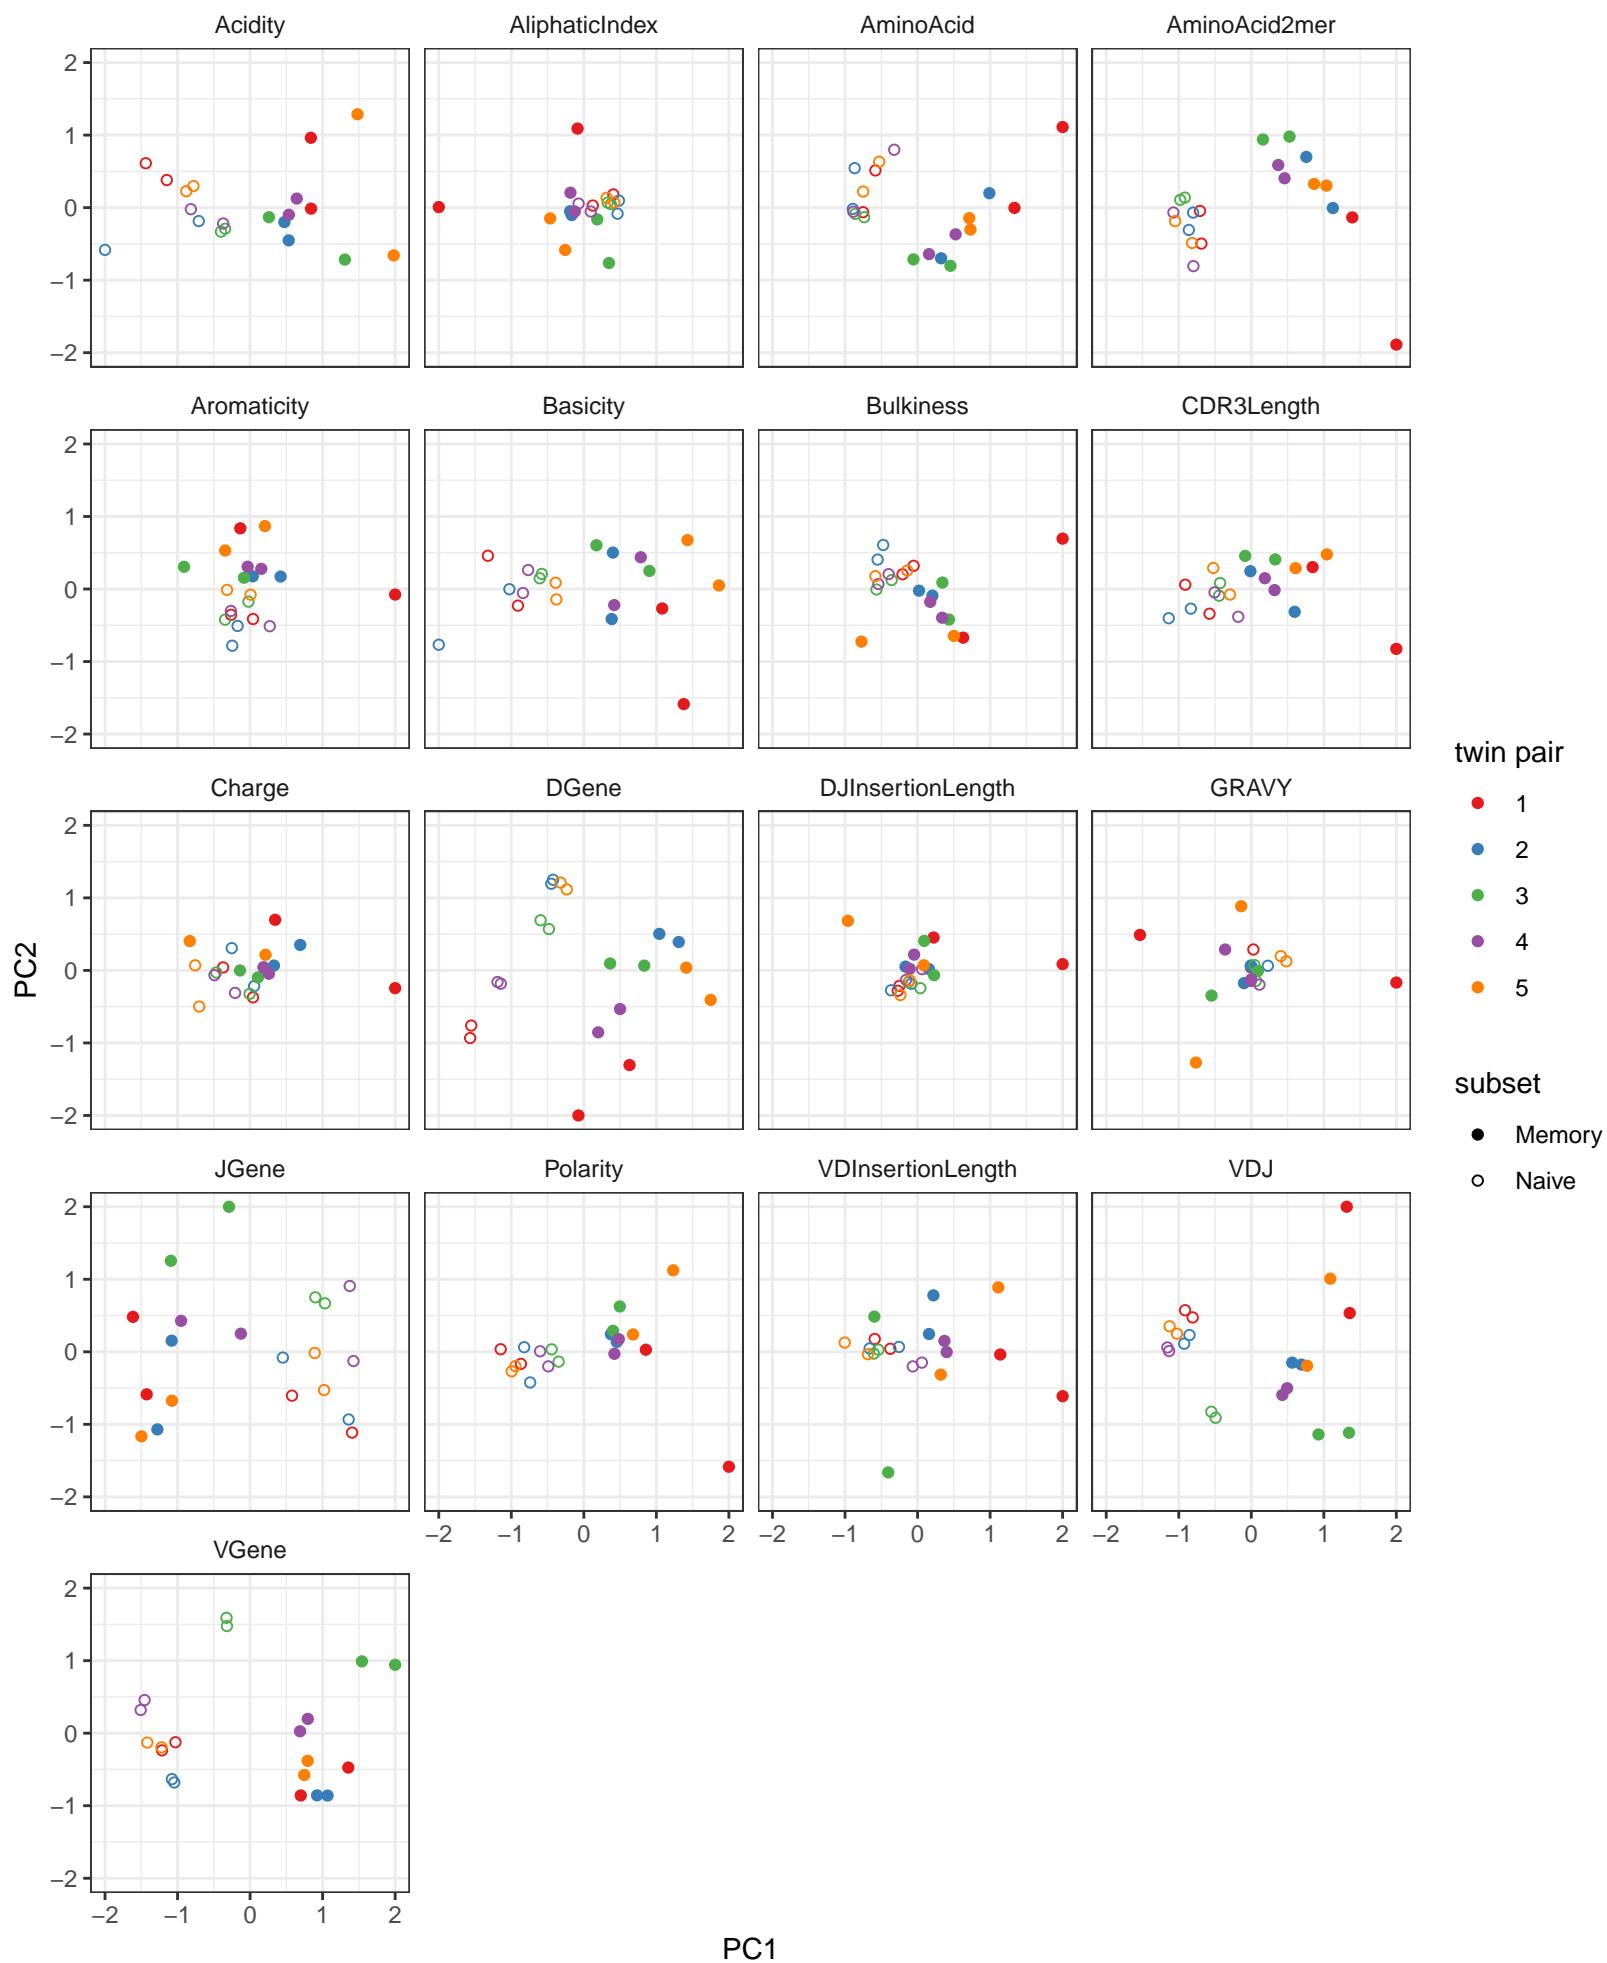 Acidity AliphaticIndex AminoAcid AminoAcid2mer
2
1
0
−1
−2
Aromaticity Basicity Bulkiness CDR3Length
2
1
0
−1
−2
Charge DGene DJInsertionLength GRAVY
2
1
0
−1
−2
JGene Polarity VDInsertionLength VDJ
2
1
0
−1
−2
−2 −1 0 1 2 −2 −1 0 1 2 −2 −1 0 1 2
VGene
2
1
0
−1
−2
−2 −1 0 1 2
PC1
PC2
twin pair
1
2
3
4
5
subset
Memory
Naive